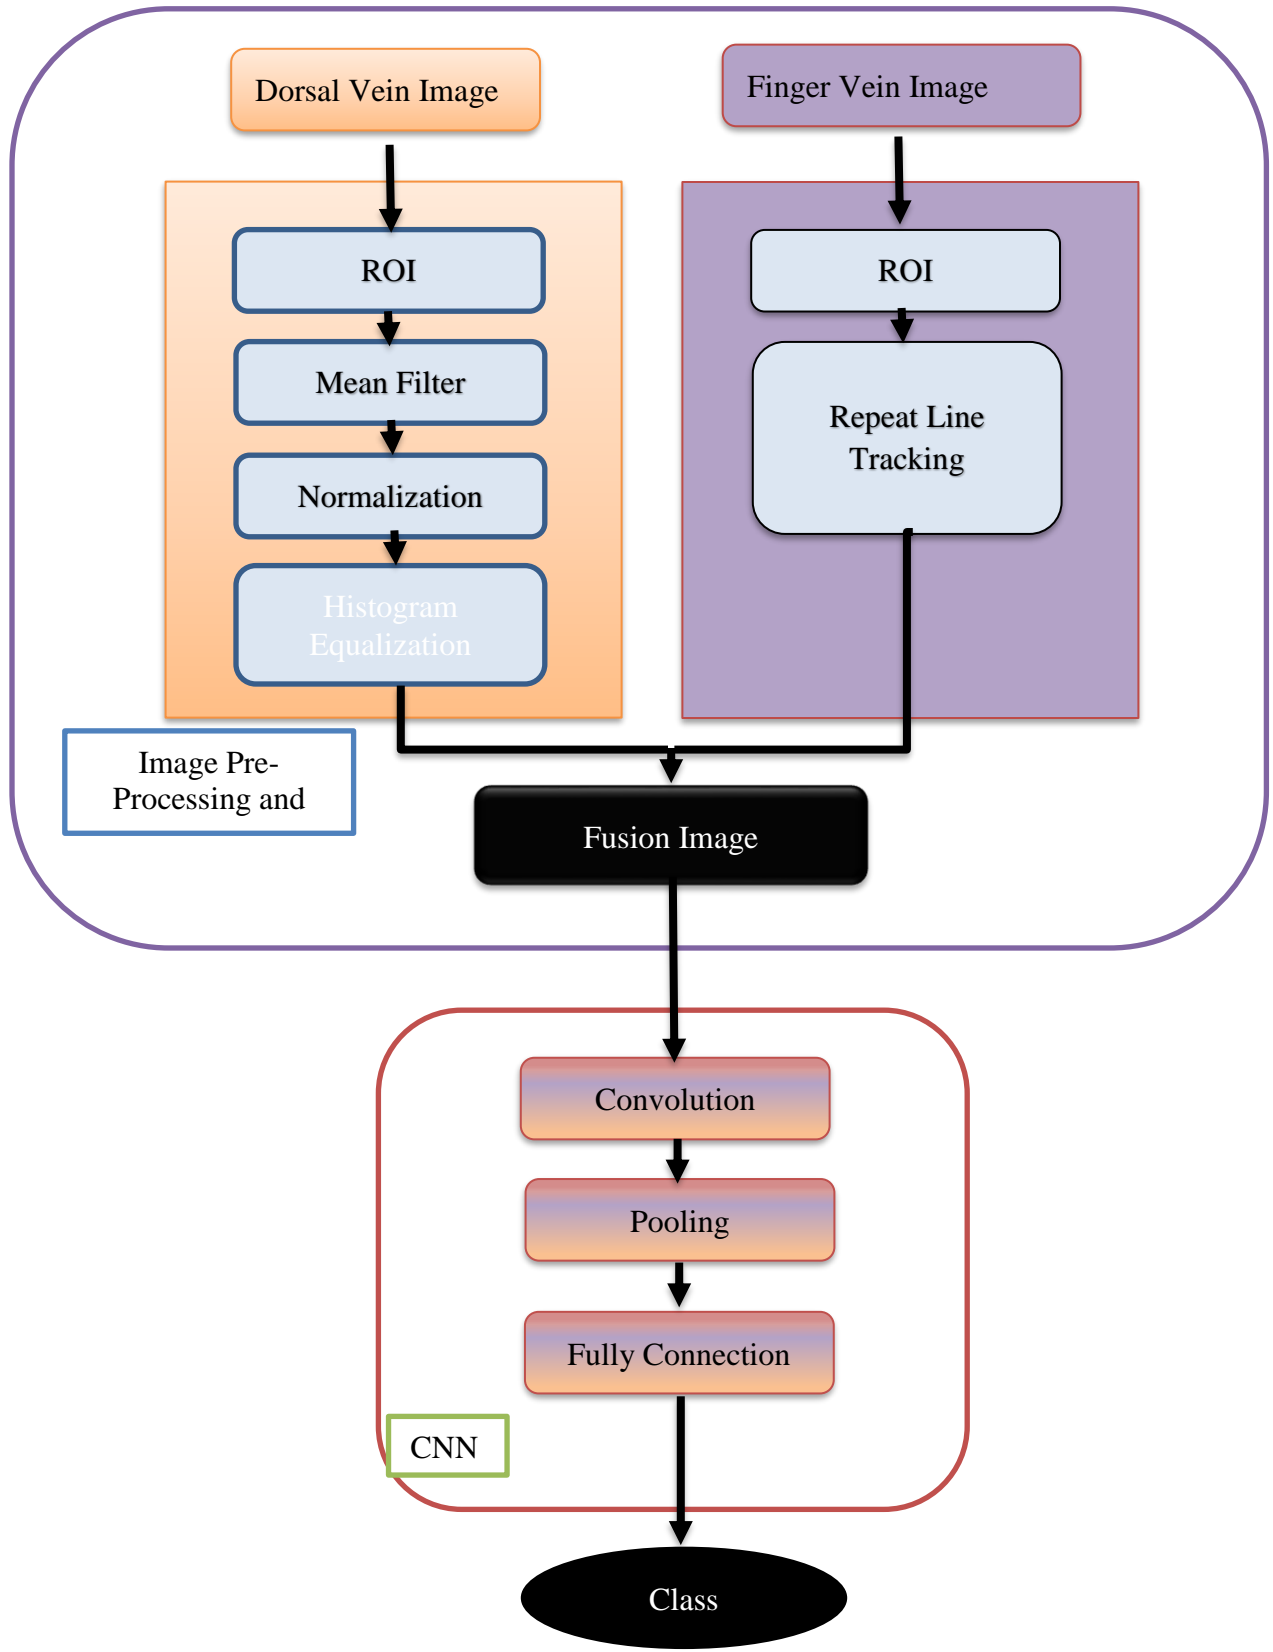 Dorsal Vein Image
Finger Vein Image
ROI
Mean Filter
Normalization
Histogram
Equalization
ROI
Repeat Line
Tracking
Image Pre-
Processing and
Fusion Image
Convolution
Pooling
Fully Connection
CNN
Class